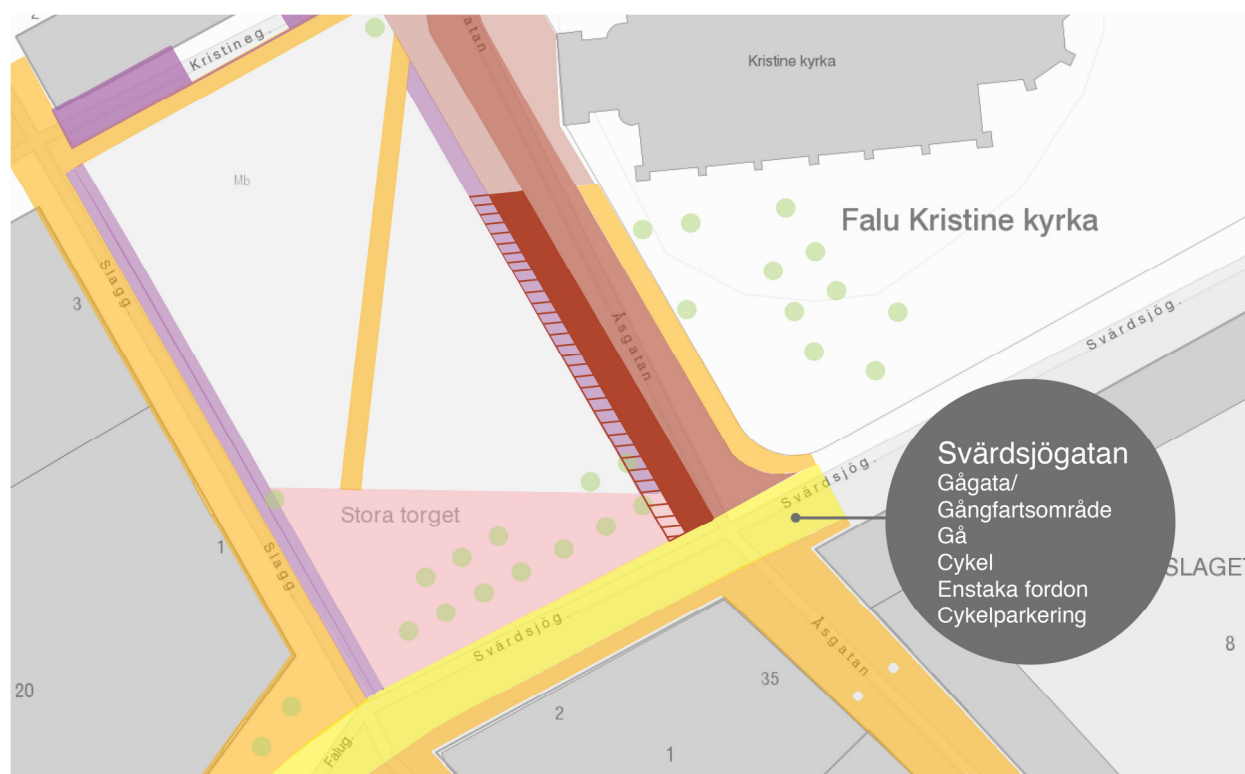 Kristineg.
Åsgatan
Kristine kyrka
Mb
Falu Kristine kyrka
Slagg.
3
Åsgatan
Svärdsjög.
Svärdsjögatan
Gågata/
Gångfartsområde
Gå
Cykel
Enstaka fordon
Cykelparkering
Svärdsjög.
Stora torget
1
Slagg.
SLAGET
Svärdsjög.
Åsgatan
8
35
20
2
Falug.
1